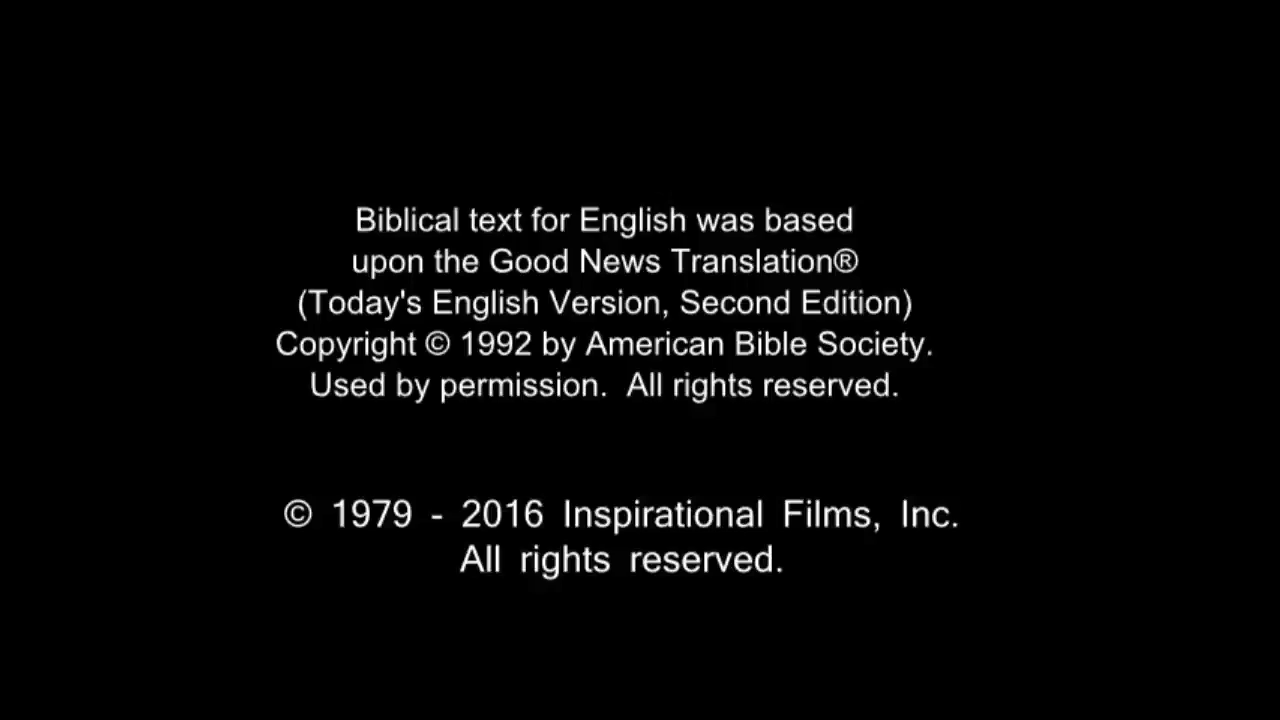 Biblical text for English was based
upon the Good News Translation®
(Today's English Version, Second Edition)
Copyright © 1992 by American Bible Society.
Used by permission.  All rights reserved.
© 1979 - 2016 Inspirational Films, Inc.
All rights reserved.